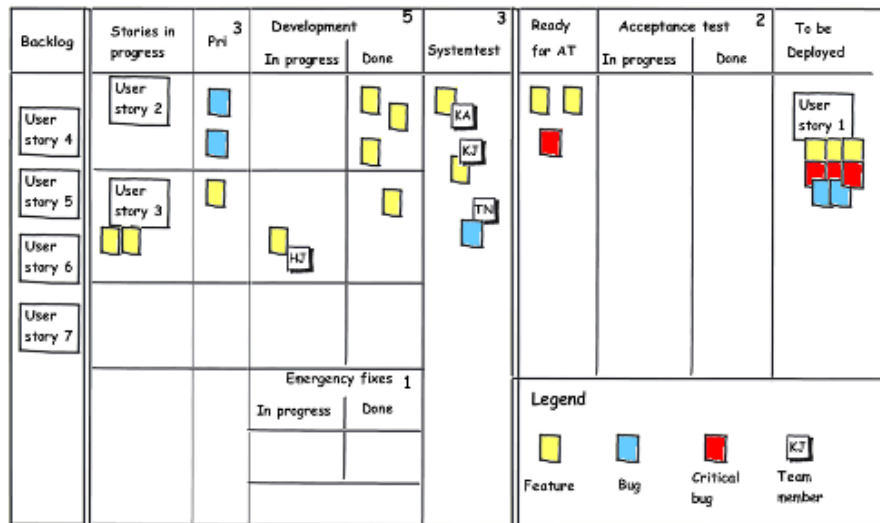 Backlog
Stories in
progress
Pri
3
Development
5
In progress
Done
Systemtest
3
Ready
for AT
Acceptance test
2
In progress
Done
To be
Deployed
User
story 4
User
story 5
User
story 6
User
story 7
User
story 2
User
story 3
HJ
KA
KJ
TN
User
story 1
Emergency fixes
1
In progress
Done
Legend
Feature
Bug
Critical
bug
KJ
Team
member